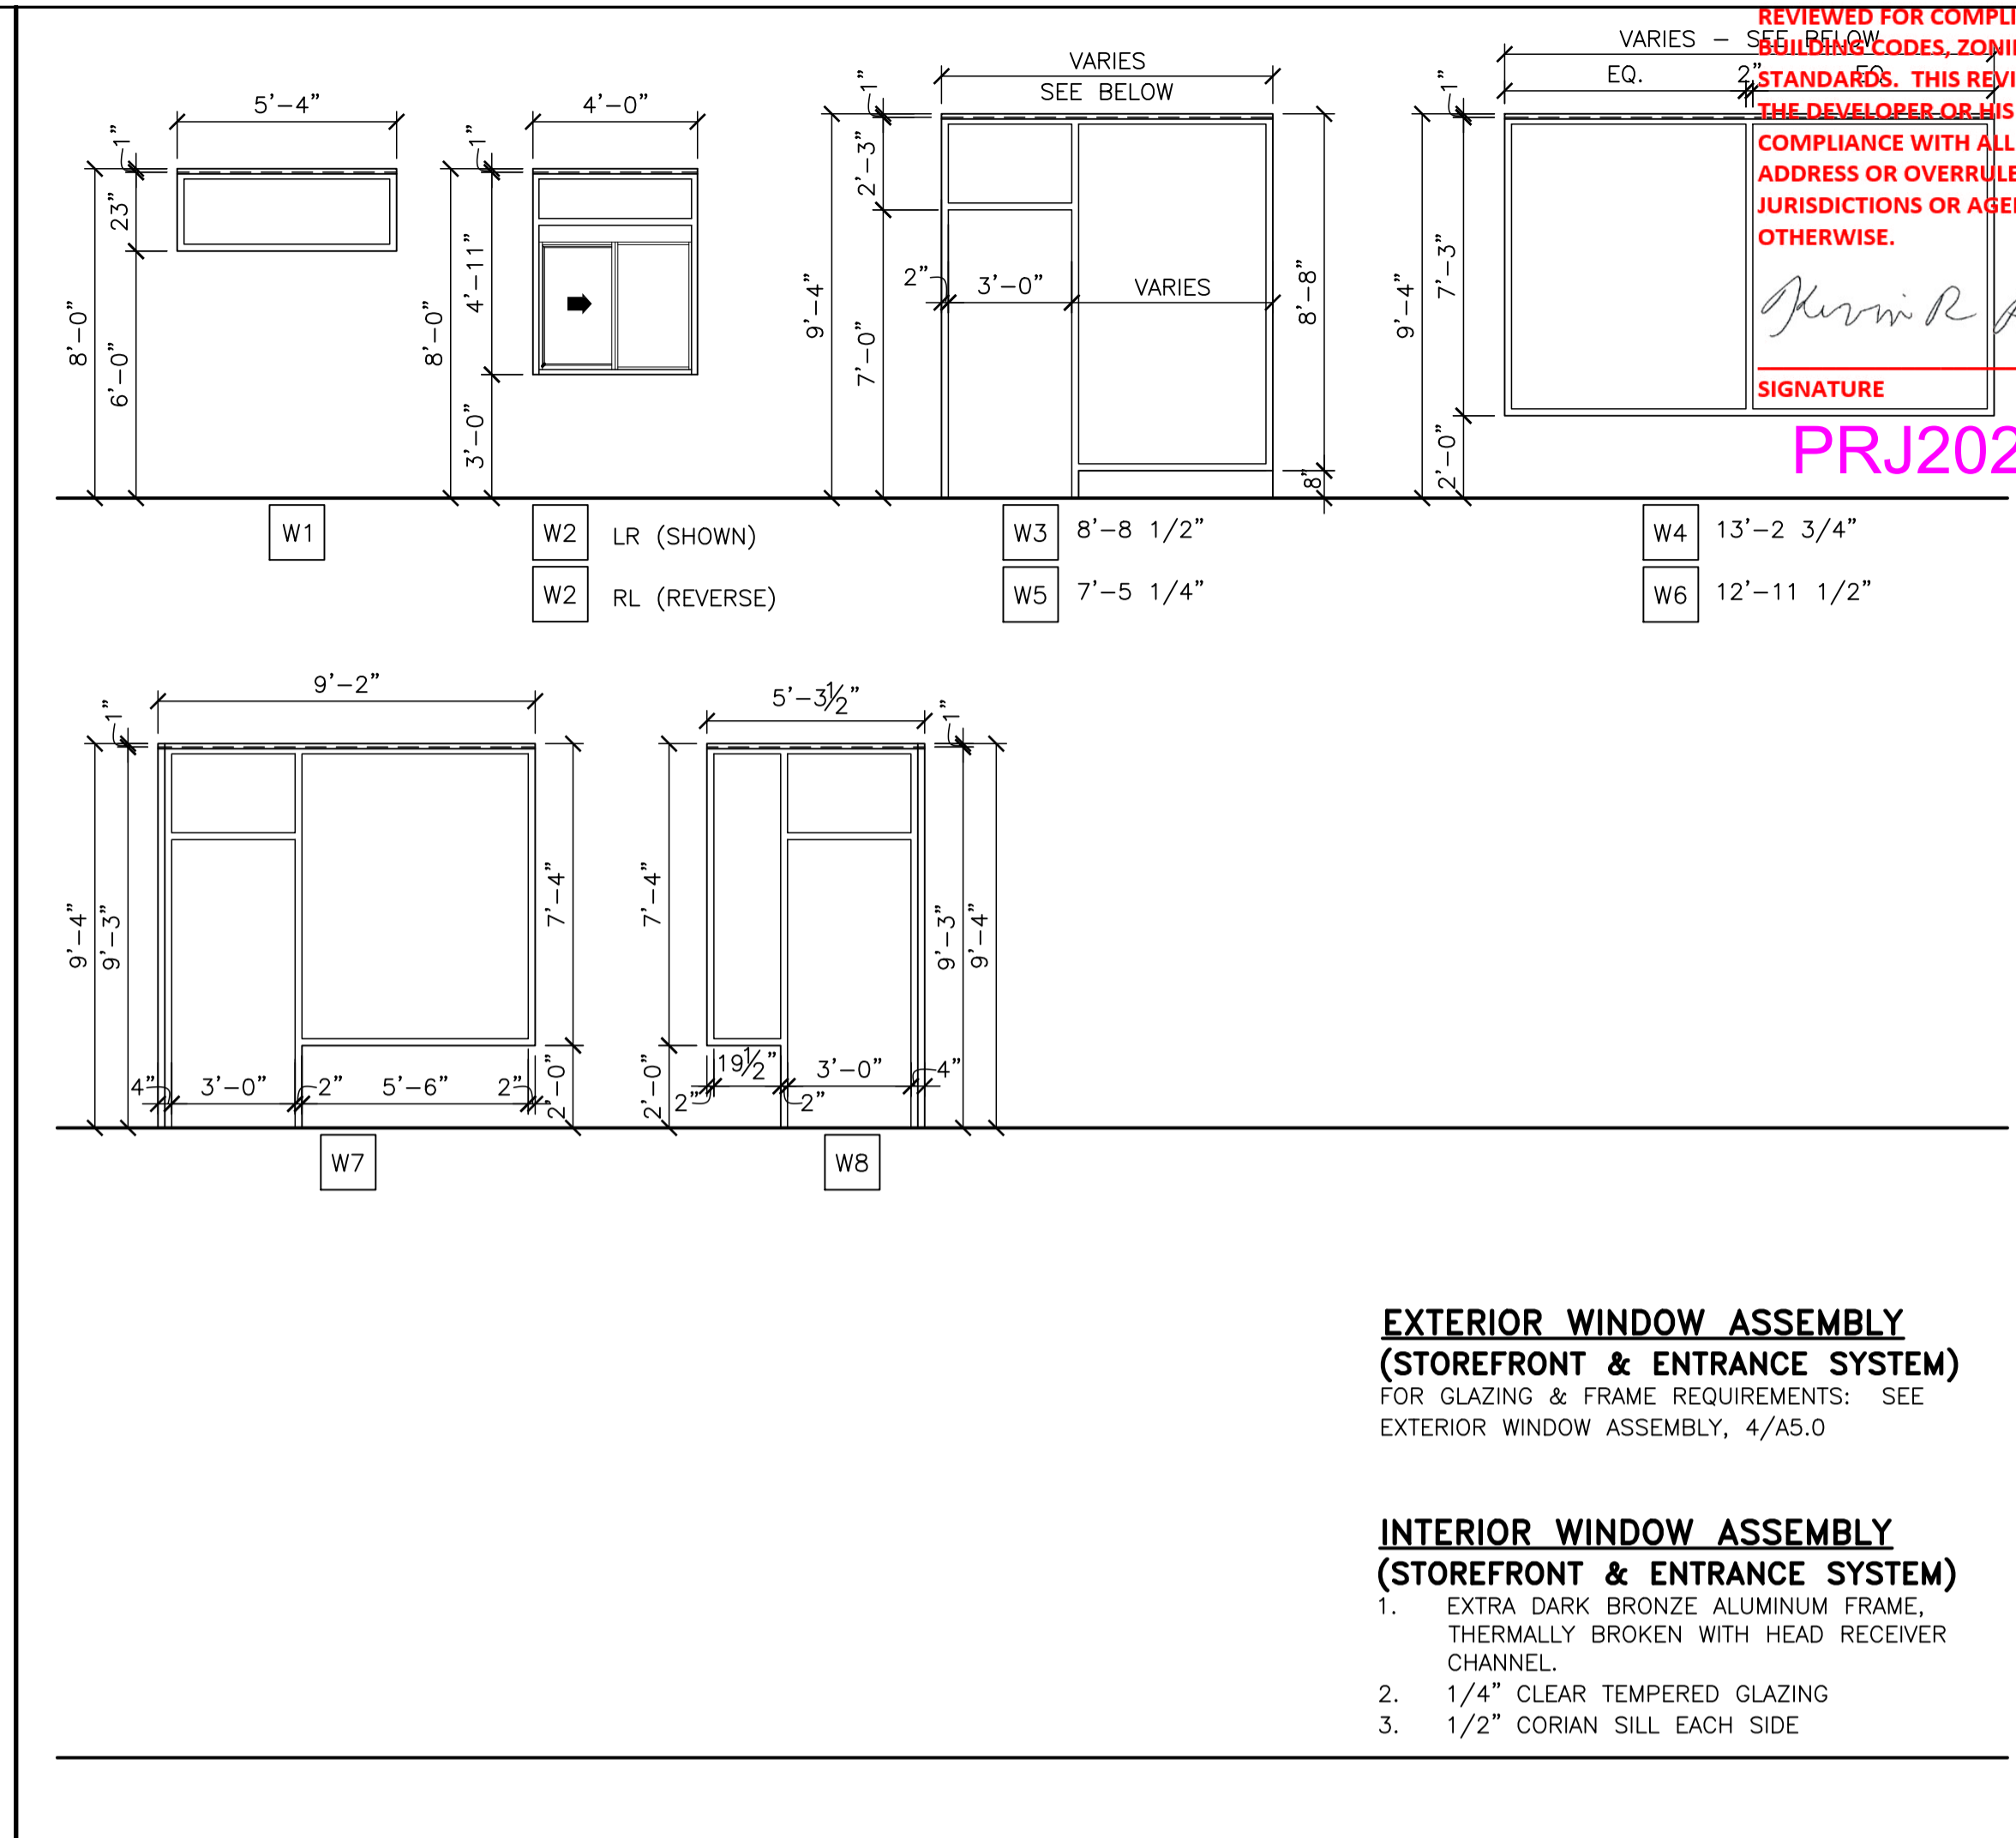 REVIEWED FOR COMPLI
BUILDING CODES, ZONI
STANDARDS. THIS REVI
THE DEVELOPER OR HIS
COMPLIANCE WITH ALL
ADDRESS OR OVERRULE
JURISDICTIONS OR AGE
OTHERWISE.
SIGNATURE
PRJ202
5'-4"
1"
23"
8'-0"
6'-0"
W1
4'-0"
1"
4'-11"
8'-0"
3'-0"
W2 LR (SHOWN)
W2 RL (REVERSE)
VARIES
SEE BELOW
1"
2'-3"
9'-4"
7'-0"
2"
3'-0"
VARIES
8'-8"
8"
W3 8'-8 1/2"
W5 7'-5 1/4"
VARIES - SEE BELOW
EQ. 2" EQ.
1"
7'-3"
9'-4"
2'-0"
W4 13'-2 3/4"
W6 12'-11 1/2"
9'-2"
1"
9'-4"
9'-3"
7'-4"
4" 3'-0" 2" 5'-6" 2"
2'-0"
W7
5'-3 1/2"
1"
7'-4"
9'-3"
9'-4"
2'-0"
2" 19 1/2" 2" 3'-0" 4"
W8
EXTERIOR WINDOW ASSEMBLY
(STOREFRONT & ENTRANCE SYSTEM)
FOR GLAZING & FRAME REQUIREMENTS: SEE
EXTERIOR WINDOW ASSEMBLY, 4/A5.0
INTERIOR WINDOW ASSEMBLY
(STOREFRONT & ENTRANCE SYSTEM)
1. EXTRA DARK BRONZE ALUMINUM FRAME,
THERMALLY BROKEN WITH HEAD RECEIVER
CHANNEL.
2. 1/4" CLEAR TEMPERED GLAZING
3. 1/2" CORIAN SILL EACH SIDE